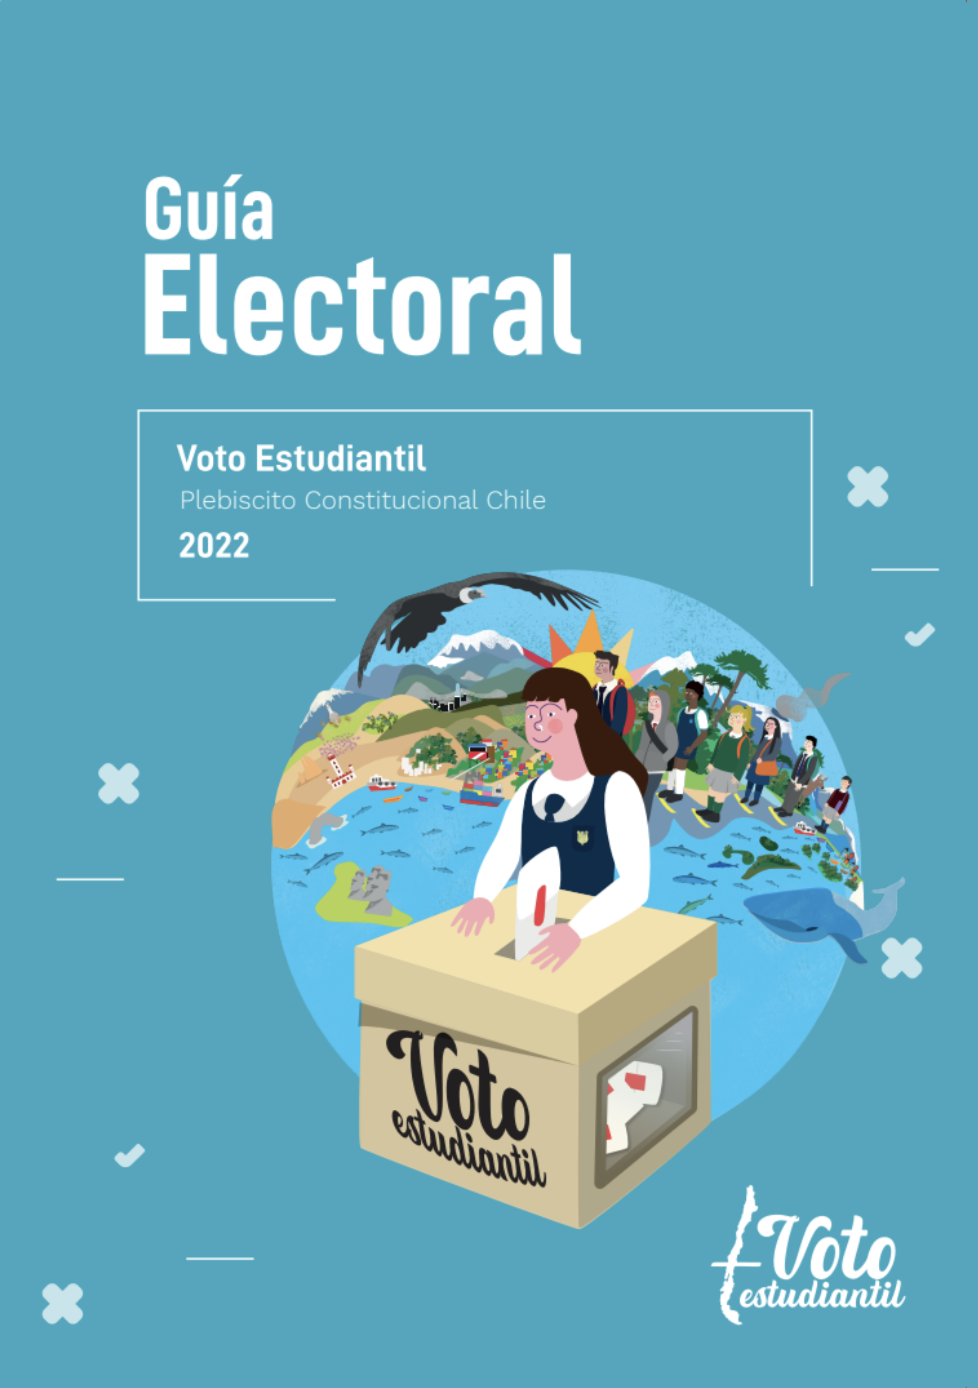 Guía
Electoral
Voto Estudiantil
Plebiscito Constitucional Chile
2022
Voto
estudiantil
Voto
estudiantil